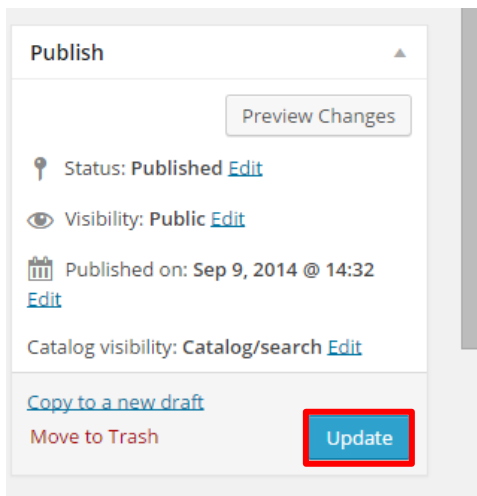 Publish
Preview Changes
Status: Published Edit
Visibility: Public Edit
Published on: Sep 9, 2014 @ 14:32
Edit
Catalog visibility: Catalog/search Edit
Copy to a new draft
Move to Trash
Update